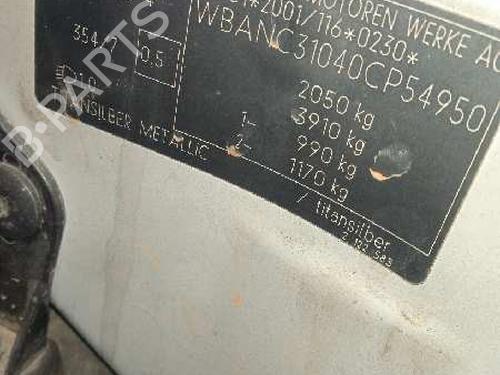 MOTOREN WERKE AG
e1*2001/116*0230*
WBANC31040CP54950
2050 kg
3910 kg
1- 990 kg
2- 1170 kg
354
0.5
TITANSILBER METALLIC
/ titansilber
B-PARTS